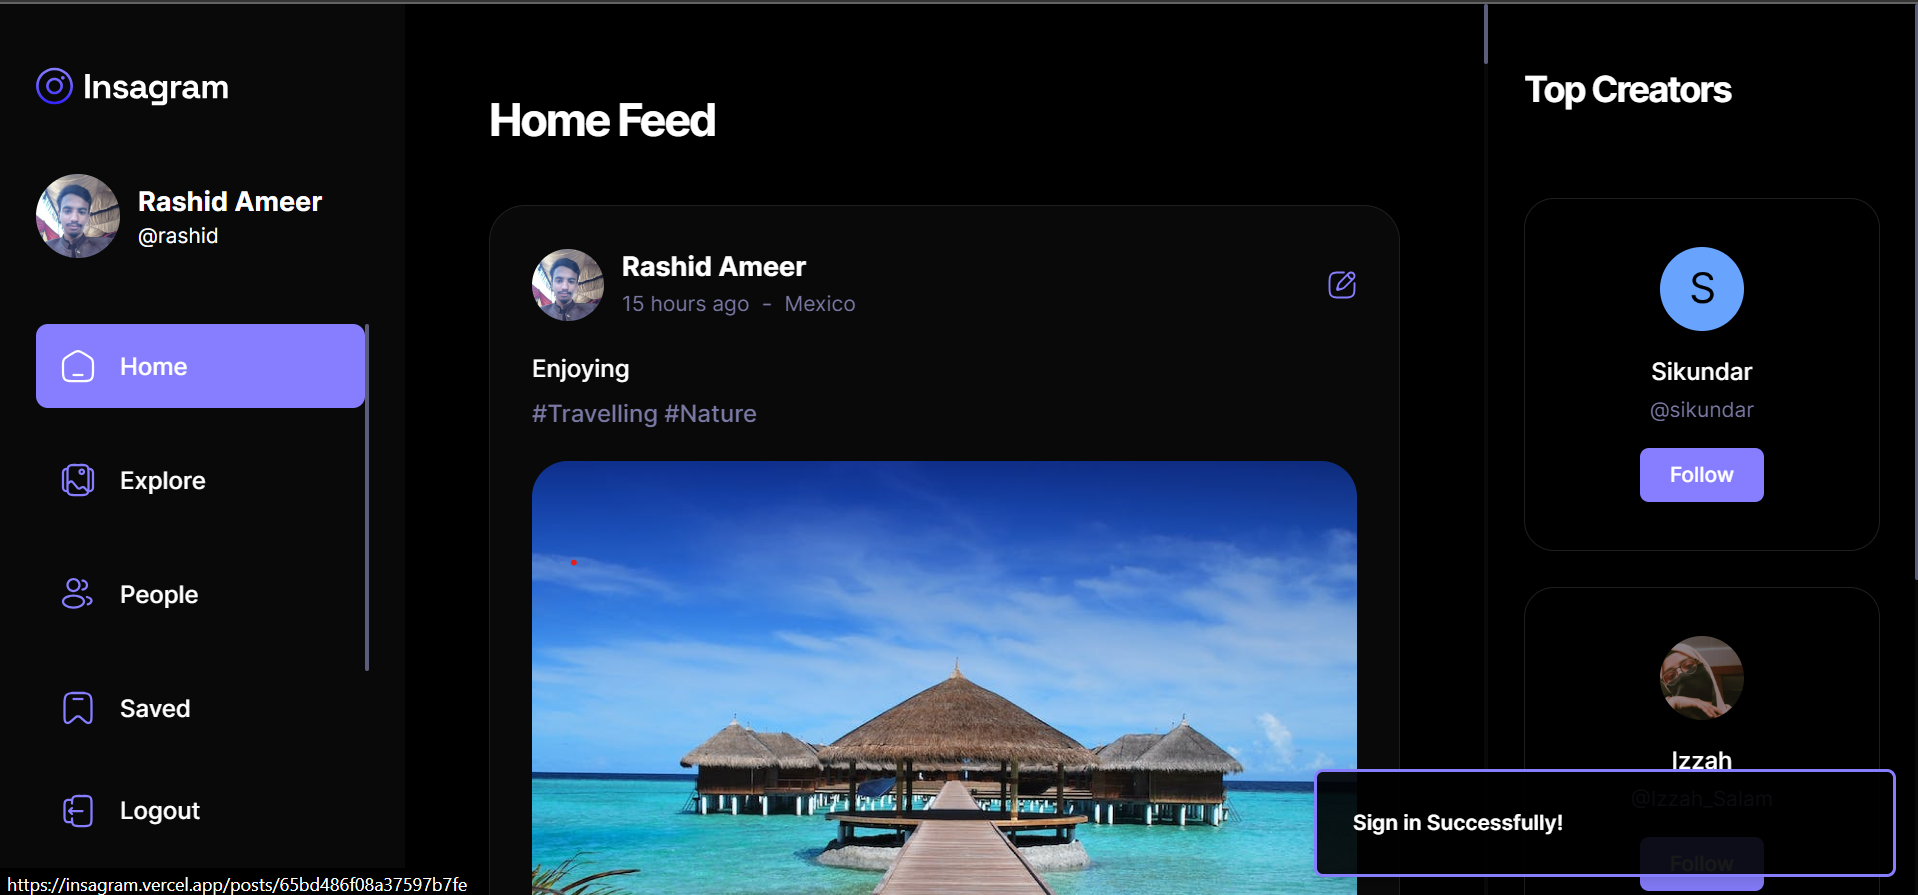 Insagram
Rashid Ameer
@rashid
Home
Explore
People
Saved
Logout
Home Feed
Rashid Ameer
15 hours ago - Mexico
Enjoying
#Travelling #Nature
Top Creators
S
Sikundar
@sikundar
Follow
Izzah
@Izzah_Salam
Follow
Sign in Successfully!
https://insagram.vercel.app/posts/65bd486f08a37597b7fe